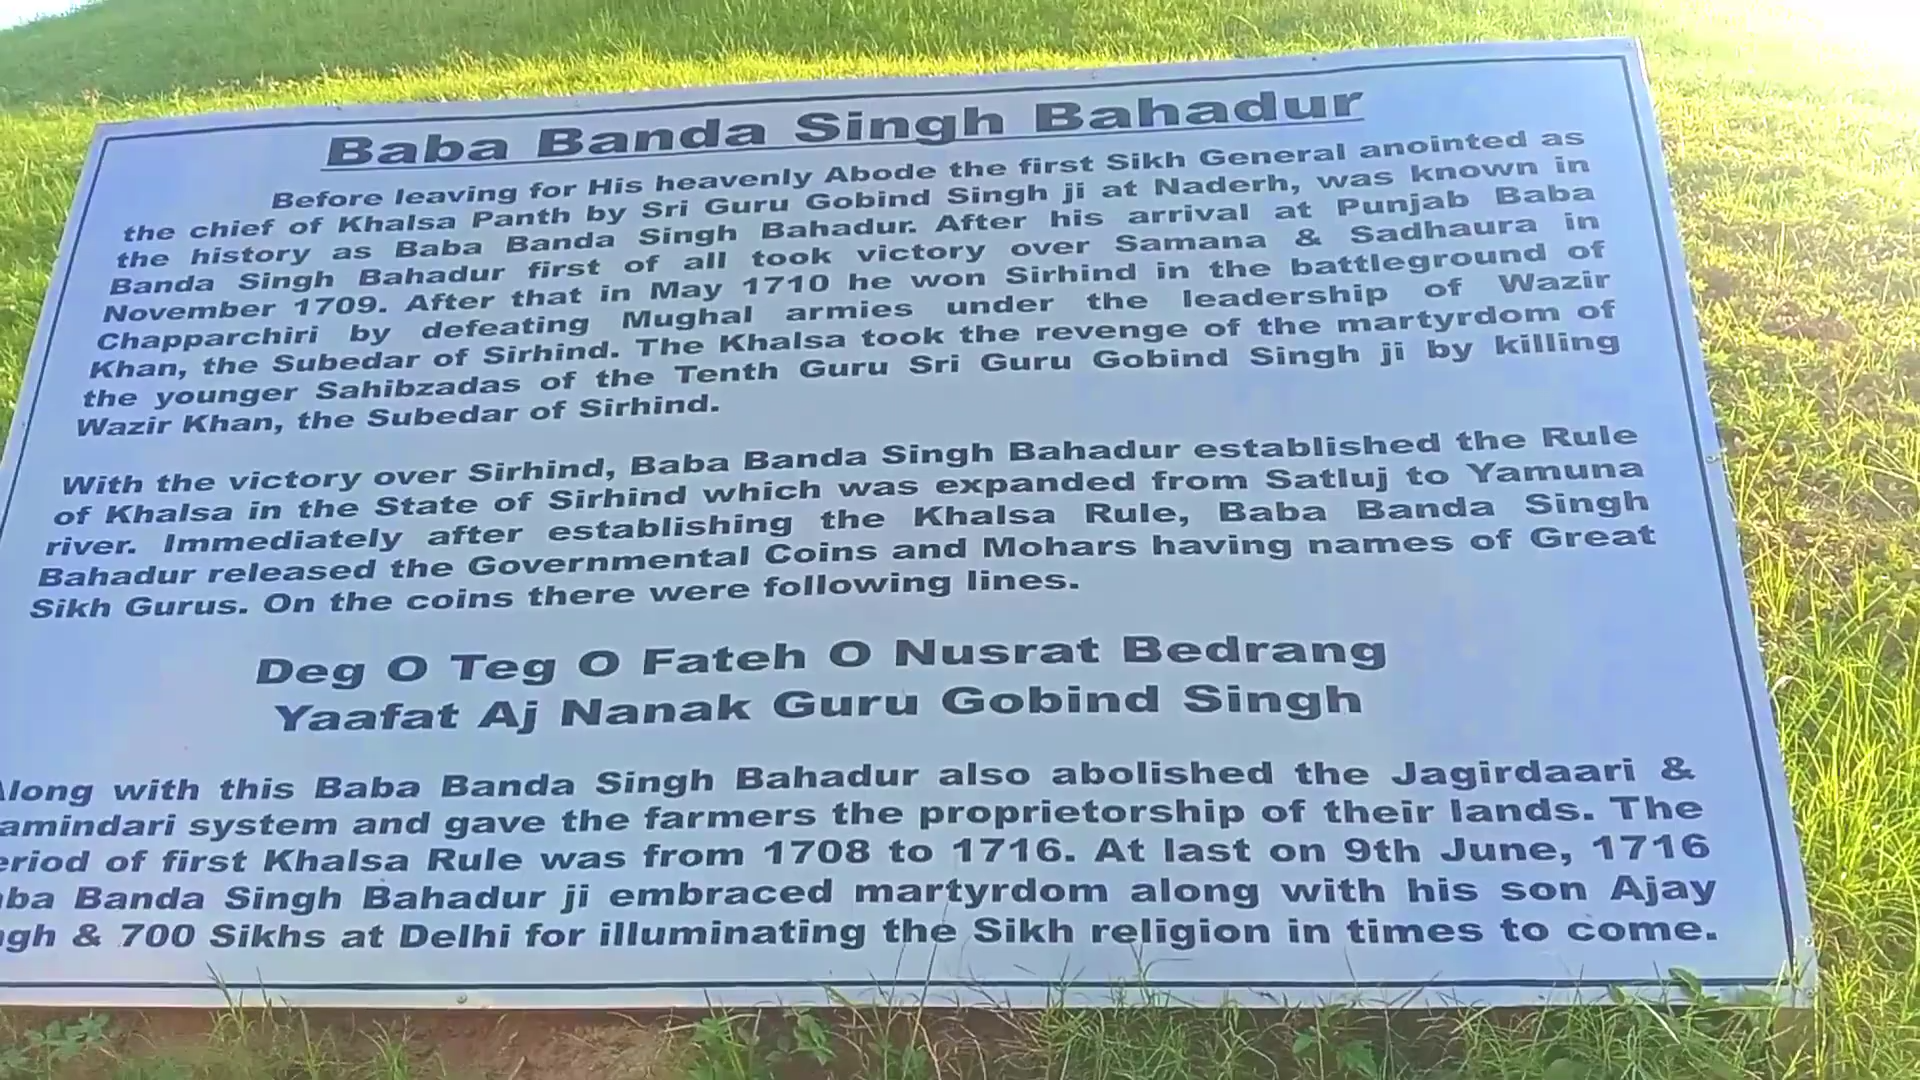 Baba Banda Singh Bahadur
Before leaving for His heavenly Abode the first Sikh General anointed as
the chief of Khalsa Panth by Sri Guru Gobind Singh ji at Naderh, was known in
the history as Baba Banda Singh Bahadur. After his arrival at Punjab Baba
Banda Singh Bahadur first of all took victory over Samana & Sadhaura in
November 1709. After that in May 1710 he won Sirhind in the battleground of
Chapparchiri by defeating Mughal armies under the leadership of Wazir
Khan, the Subedar of Sirhind. The Khalsa took the revenge of the martyrdom of
the younger Sahibzadas of the Tenth Guru Sri Guru Gobind Singh ji by killing
Wazir Khan, the Subedar of Sirhind.
With the victory over Sirhind, Baba Banda Singh Bahadur established the Rule
of Khalsa in the State of Sirhind which was expanded from Satluj to Yamuna
river. Immediately after establishing the Khalsa Rule, Baba Banda Singh
Bahadur released the Governmental Coins and Mohars having names of Great
Sikh Gurus. On the coins there were following lines.
Deg O Teg O Fateh O Nusrat Bedrang
Yaafat Aj Nanak Guru Gobind Singh
long with this Baba Banda Singh Bahadur also abolished the Jagirdaari &
amindari system and gave the farmers the proprietorship of their lands. The
eriod of first Khalsa Rule was from 1708 to 1716. At last on 9th June, 1716
ba Banda Singh Bahadur ji embraced martyrdom along with his son Ajay
gh & 700 Sikhs at Delhi for illuminating the Sikh religion in times to come.